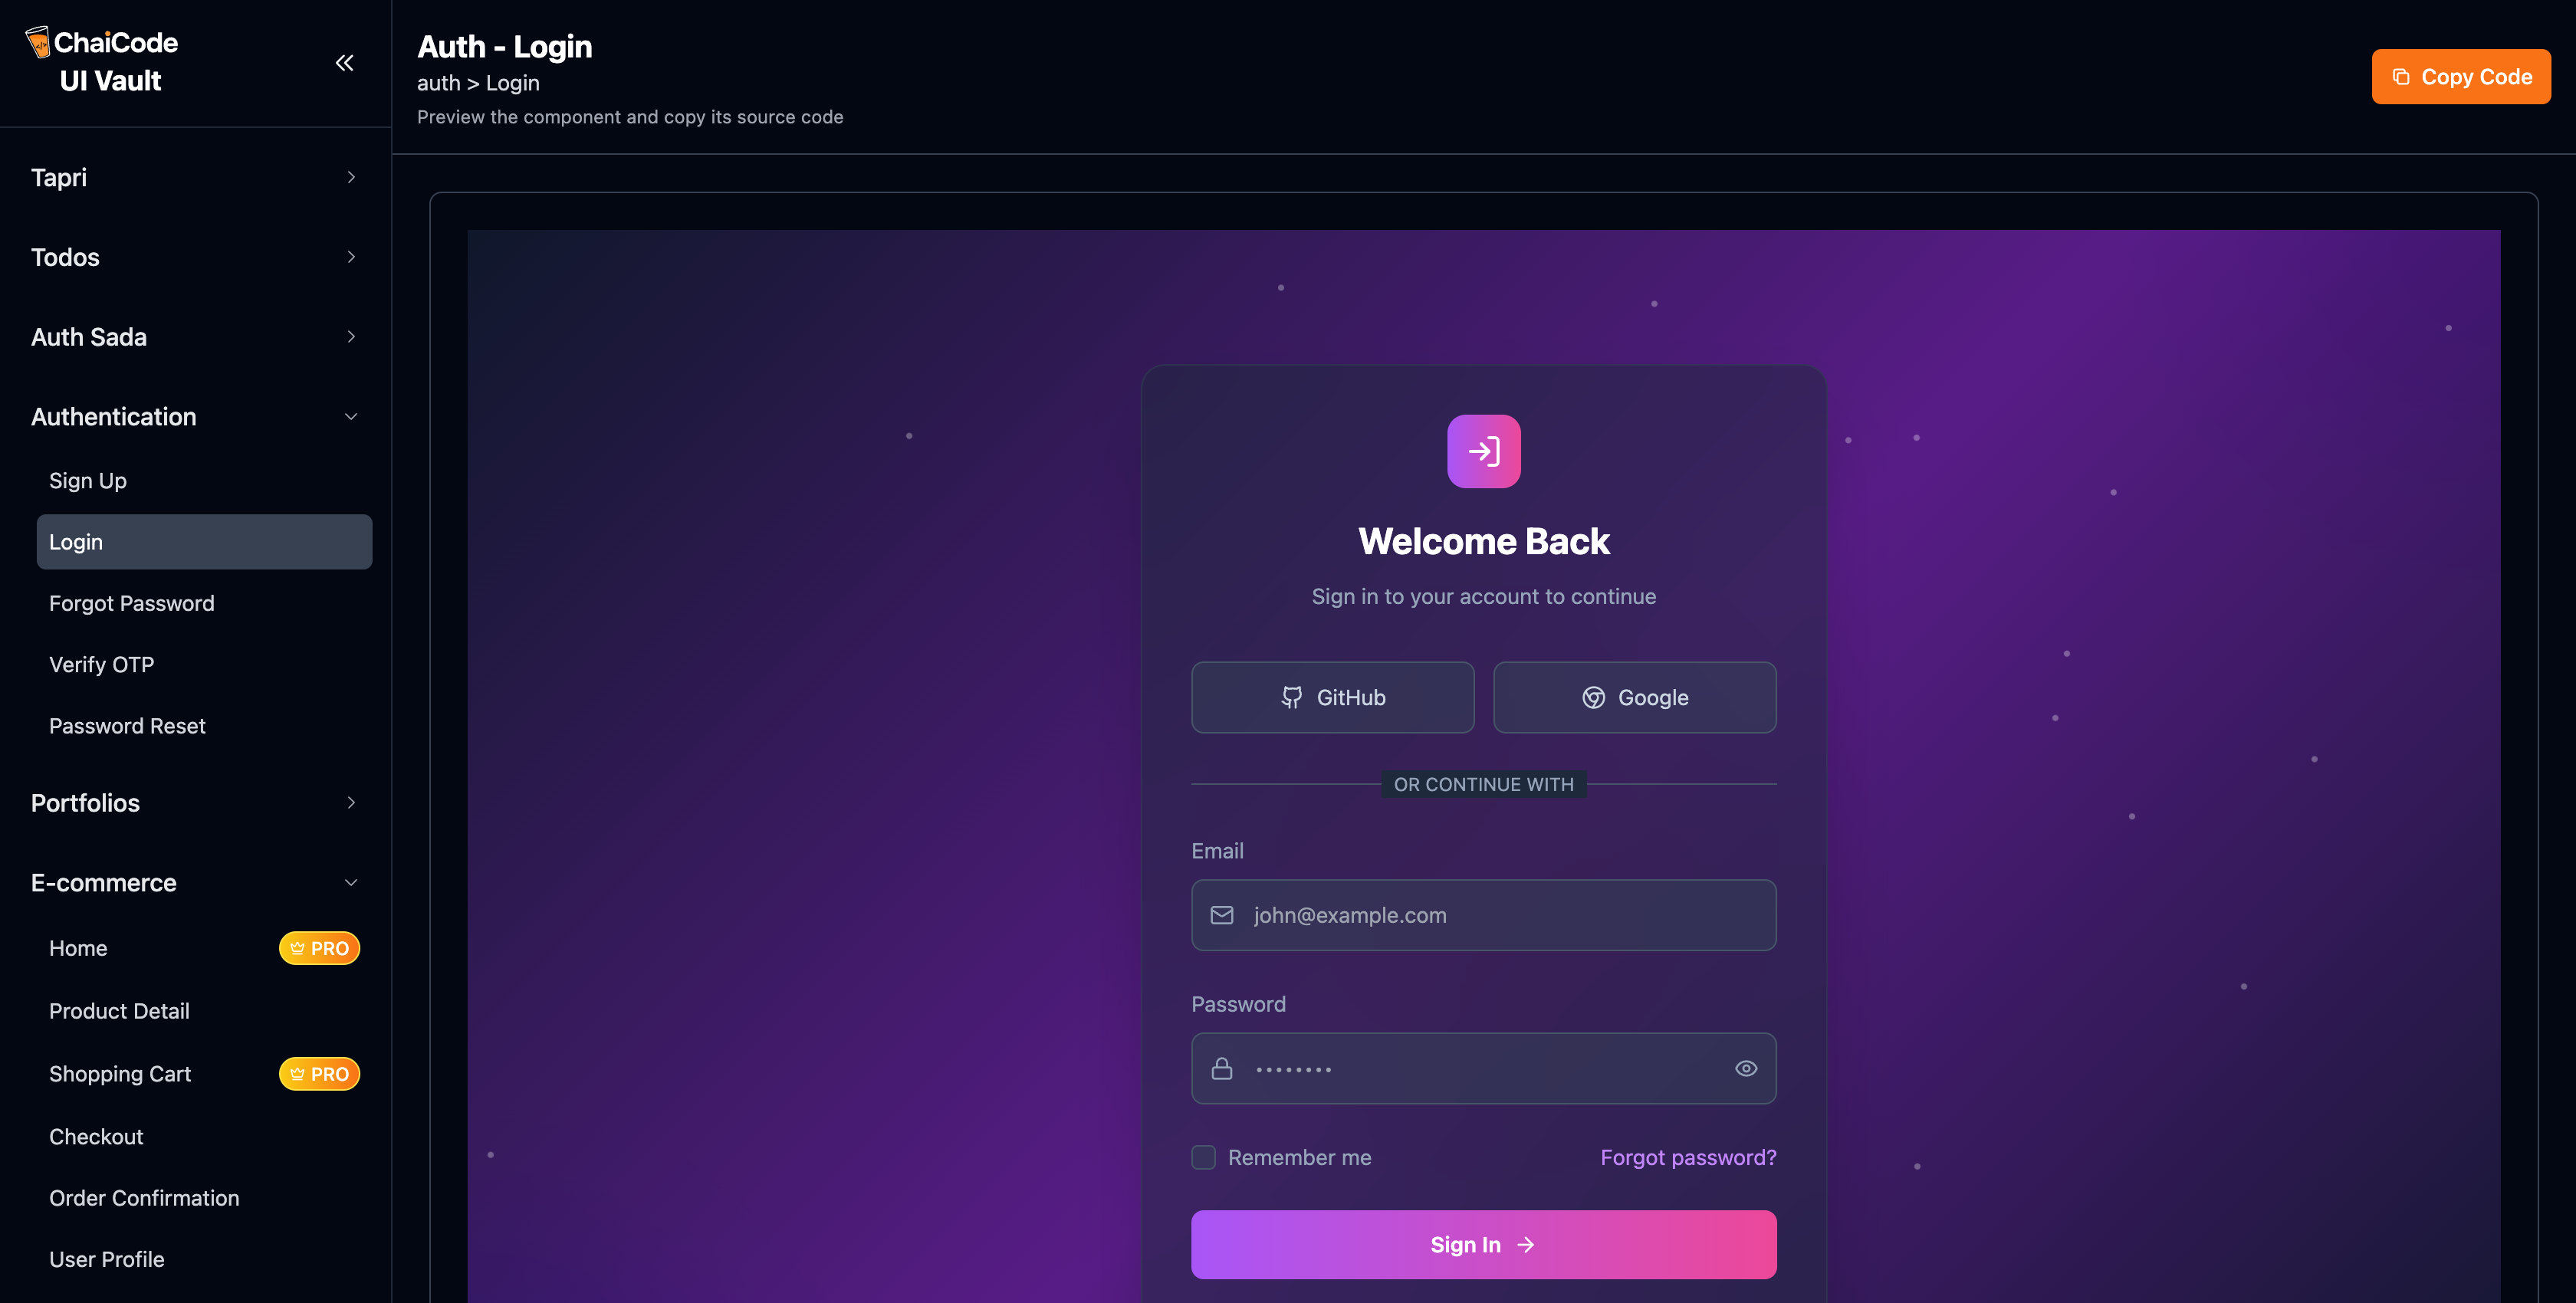 ChaiCode
UI Vault
Tapri
Todos
Auth Sada
Authentication
Sign Up
Login
Forgot Password
Verify OTP
Password Reset
Portfolios
E-commerce
Home
PRO
Product Detail
Shopping Cart
PRO
Checkout
Order Confirmation
User Profile
Auth - Login
auth > Login
Preview the component and copy its source code
Copy Code
Welcome Back
Sign in to your account to continue
GitHub
Google
OR CONTINUE WITH
Email
john@example.com
Password
••••••••
Remember me
Forgot password?
Sign In